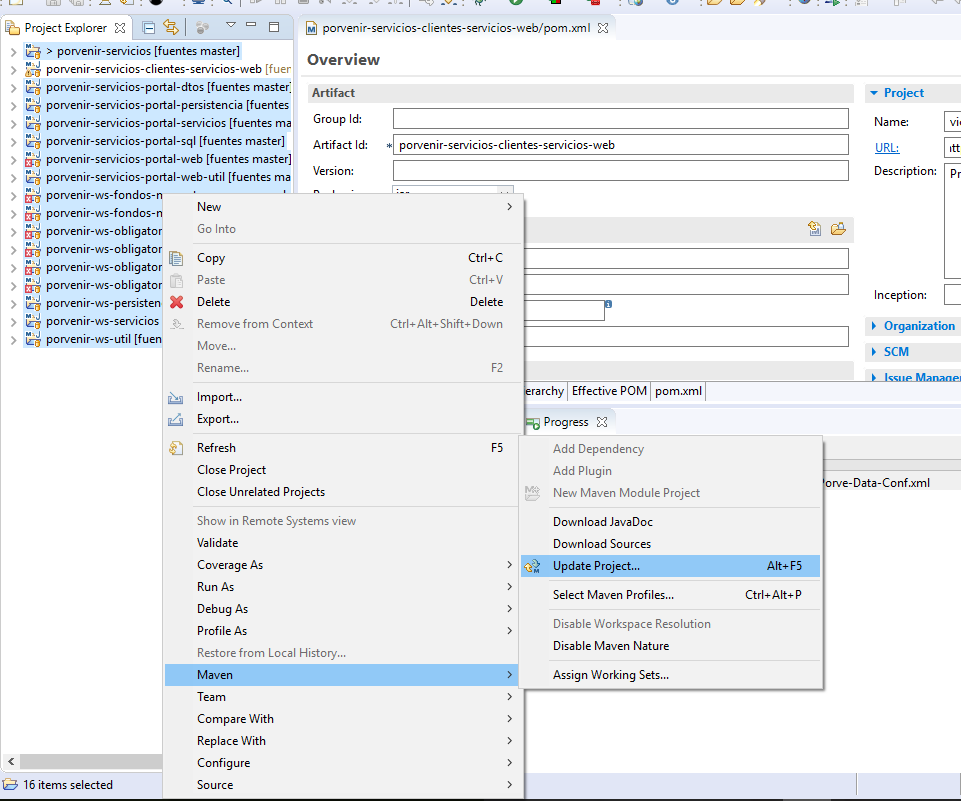 Project Explorer
> porvenir-servicios [fuentes master]
porvenir-servicios-clientes-servicios-web [fuen
porvenir-servicios-portal-dtos [fuentes master]
porvenir-servicios-portal-persistencia [fuentes
porvenir-servicios-portal-servicios [fuentes ma
porvenir-servicios-portal-sql [fuentes master]
porvenir-servicios-portal-web [fuentes master]
porvenir-servicios-portal-web-util [fuentes ma
porvenir-ws-fondos-n
porvenir-ws-fondos-n
porvenir-ws-obligator
porvenir-ws-obligator
porvenir-ws-obligator
porvenir-ws-obligator
porvenir-ws-persisten
porvenir-ws-servicios
porvenir-ws-util [fuen
16 items selected
porvenir-servicios-clientes-servicios-web/pom.xml
Overview
Artifact
Group Id:
Artifact Id: * porvenir-servicios-clientes-servicios-web
Version:
Project
Name: vi
URL: ttt
Description: Pr
Inception:
Organization
SCM
Issue Manager
erarchy Effective POM pom.xml
Progress
Porve-Data-Conf.xml
New
Go Into
Copy Ctrl+C
Paste Ctrl+V
Delete Delete
Remove from Context Ctrl+Alt+Shift+Down
Move...
Rename... F2
Import...
Export...
Refresh F5
Close Project
Close Unrelated Projects
Show in Remote Systems view
Validate
Coverage As
Run As
Debug As
Profile As
Restore from Local History...
Maven
Team
Compare With
Replace With
Configure
Source
Add Dependency
Add Plugin
New Maven Module Project
Download JavaDoc
Download Sources
Update Project... Alt+F5
Select Maven Profiles... Ctrl+Alt+P
Disable Workspace Resolution
Disable Maven Nature
Assign Working Sets...